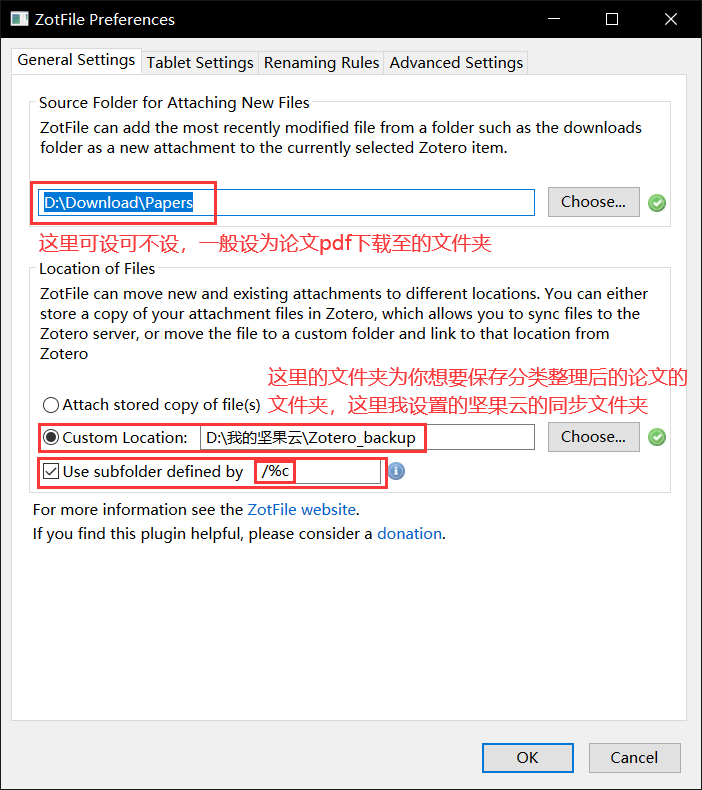 ZotFile Preferences
General Settings Tablet Settings Renaming Rules Advanced Settings
Source Folder for Attaching New Files
ZotFile can add the most recently modified file from a folder such as the downloads
folder as a new attachment to the currently selected Zotero item.
D:\Download\Papers Choose...
这里可设可不设，一般设为论文pdf下载至的文件夹
Location of Files
ZotFile can move new and existing attachments to different locations. You can either
store a copy of your attachment files in Zotero, which allows you to sync files to the
Zotero server, or move the file to a custom folder and link to that location from
Zotero
这里的文件夹为你想要保存分类整理后的论文的
文件夹，这里我设置的坚果云的同步文件夹
Attach stored copy of file(s)
Custom Location: D:\我的坚果云\Zotero_backup Choose...
Use subfolder defined by /%c
For more information see the ZotFile website.
If you find this plugin helpful, please consider a donation.
OK Cancel